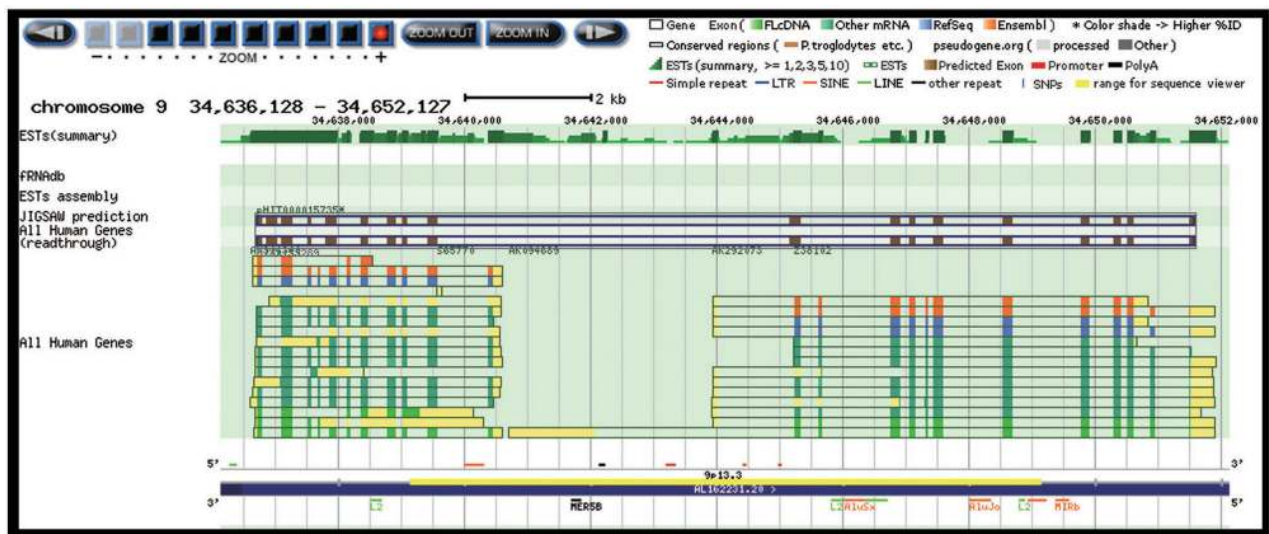 ZOOM OUT ZOOM IN
- ZOOM +
Gene Exon ( FLcDNA Other mRNA RefSeq Ensembl ) * Color shade -> Higher %ID
Conserved regions ( P.troglodytes etc. ) pseudogene.org ( processed Other )
ESTs (summary, >= 1,2,3,5,10) ESTs Predicted Exon Promoter PolyA
Simple repeat LTR SINE LINE other repeat SNPs range for sequence viewer
chromosome 9 34,636,128 - 34,652,127 2 kb
34,638,000 34,640,000 34,642,000 34,644,000 34,646,000 34,648,000 34,650,000 34,652,000
ESTs(summary)
fRNAdb
ESTs assembly
pHIT000015735M
JIGSAW prediction
All Human Genes
(readthrough)
S65770 AK094889 AK292073 Z38102
All Human Genes
5' 3'
9p13.3
AL162231.20 >
3' 5'
L2 MER5B L2 AluSx AluJo L2 MIRb